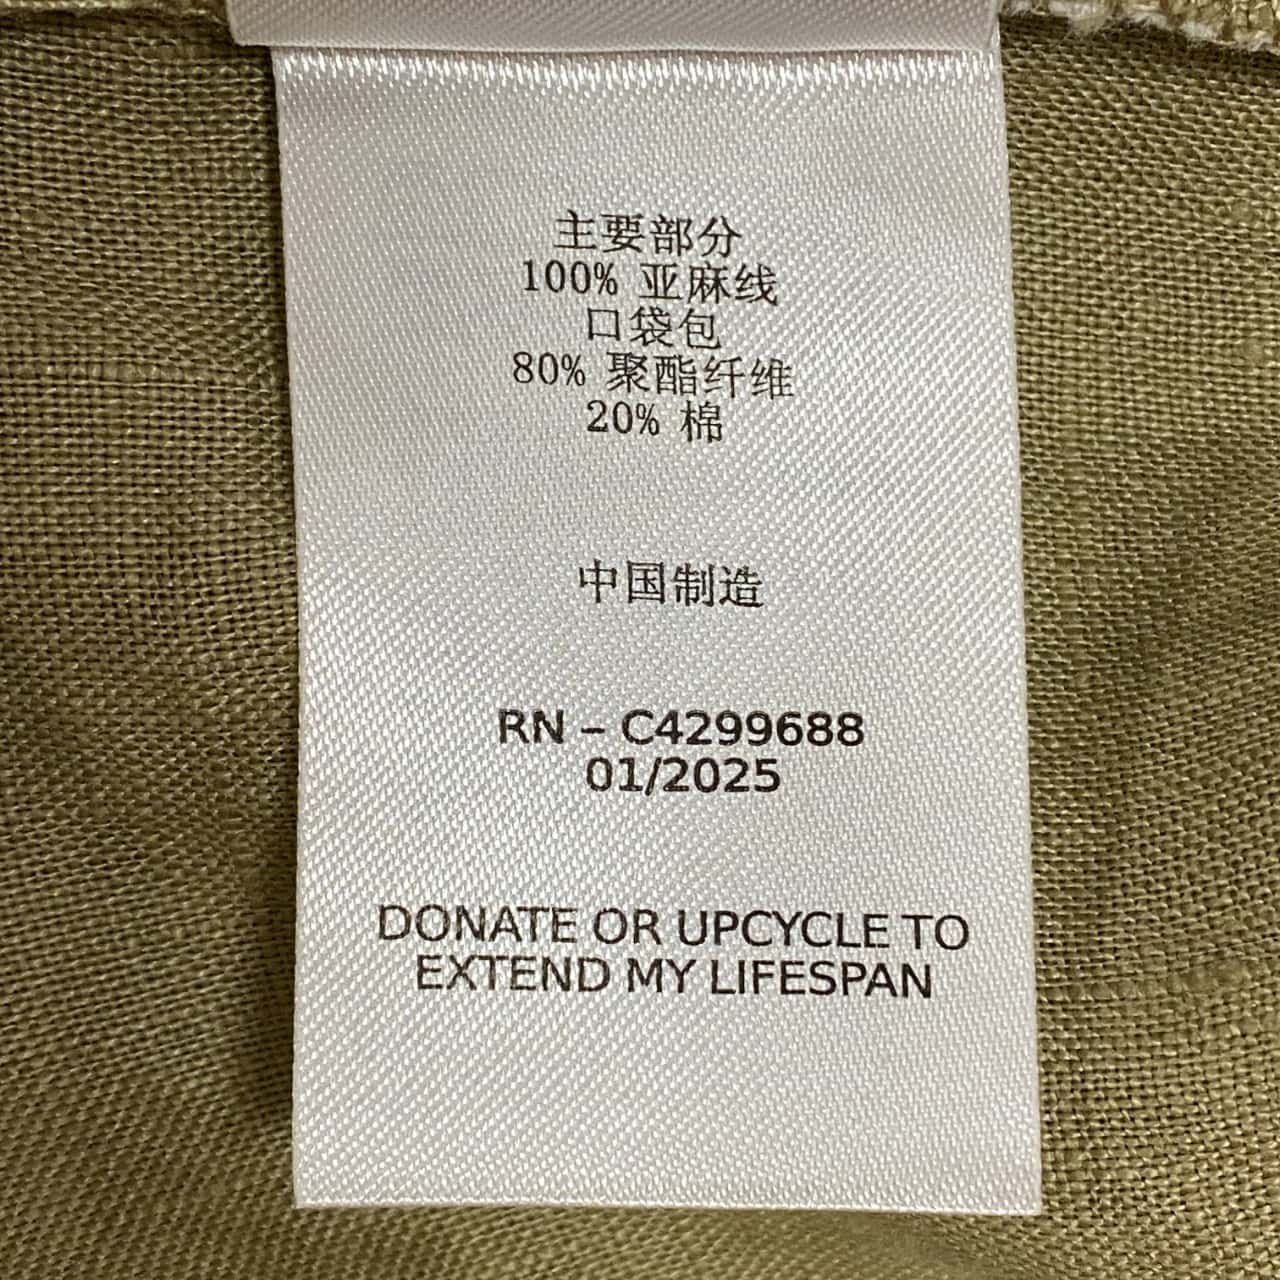 主要部分
100% 亚麻线
口袋包
80% 聚酯纤维
20% 棉
中国制造
RN – C4299688
01/2025
DONATE OR UPCYCLE TO
EXTEND MY LIFESPAN